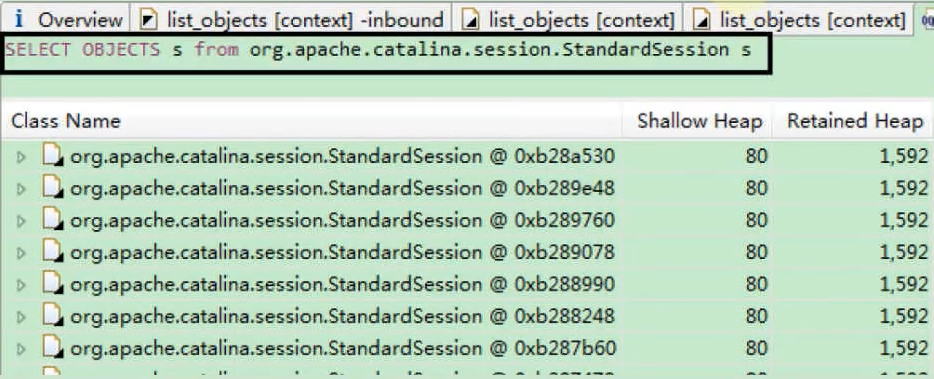 i Overview list_objects [context] -inbound list_objects [context] list_objects [context]
SELECT OBJECTS s from org.apache.catalina.session.StandardSession s
Class Name Shallow Heap Retained Heap
org.apache.catalina.session.StandardSession @ 0xb28a530 80 1,592
org.apache.catalina.session.StandardSession @ 0xb289e48 80 1,592
org.apache.catalina.session.StandardSession @ 0xb289760 80 1,592
org.apache.catalina.session.StandardSession @ 0xb289078 80 1,592
org.apache.catalina.session.StandardSession @ 0xb288990 80 1,592
org.apache.catalina.session.StandardSession @ 0xb288248 80 1,592
org.apache.catalina.session.StandardSession @ 0xb287b60 80 1,592